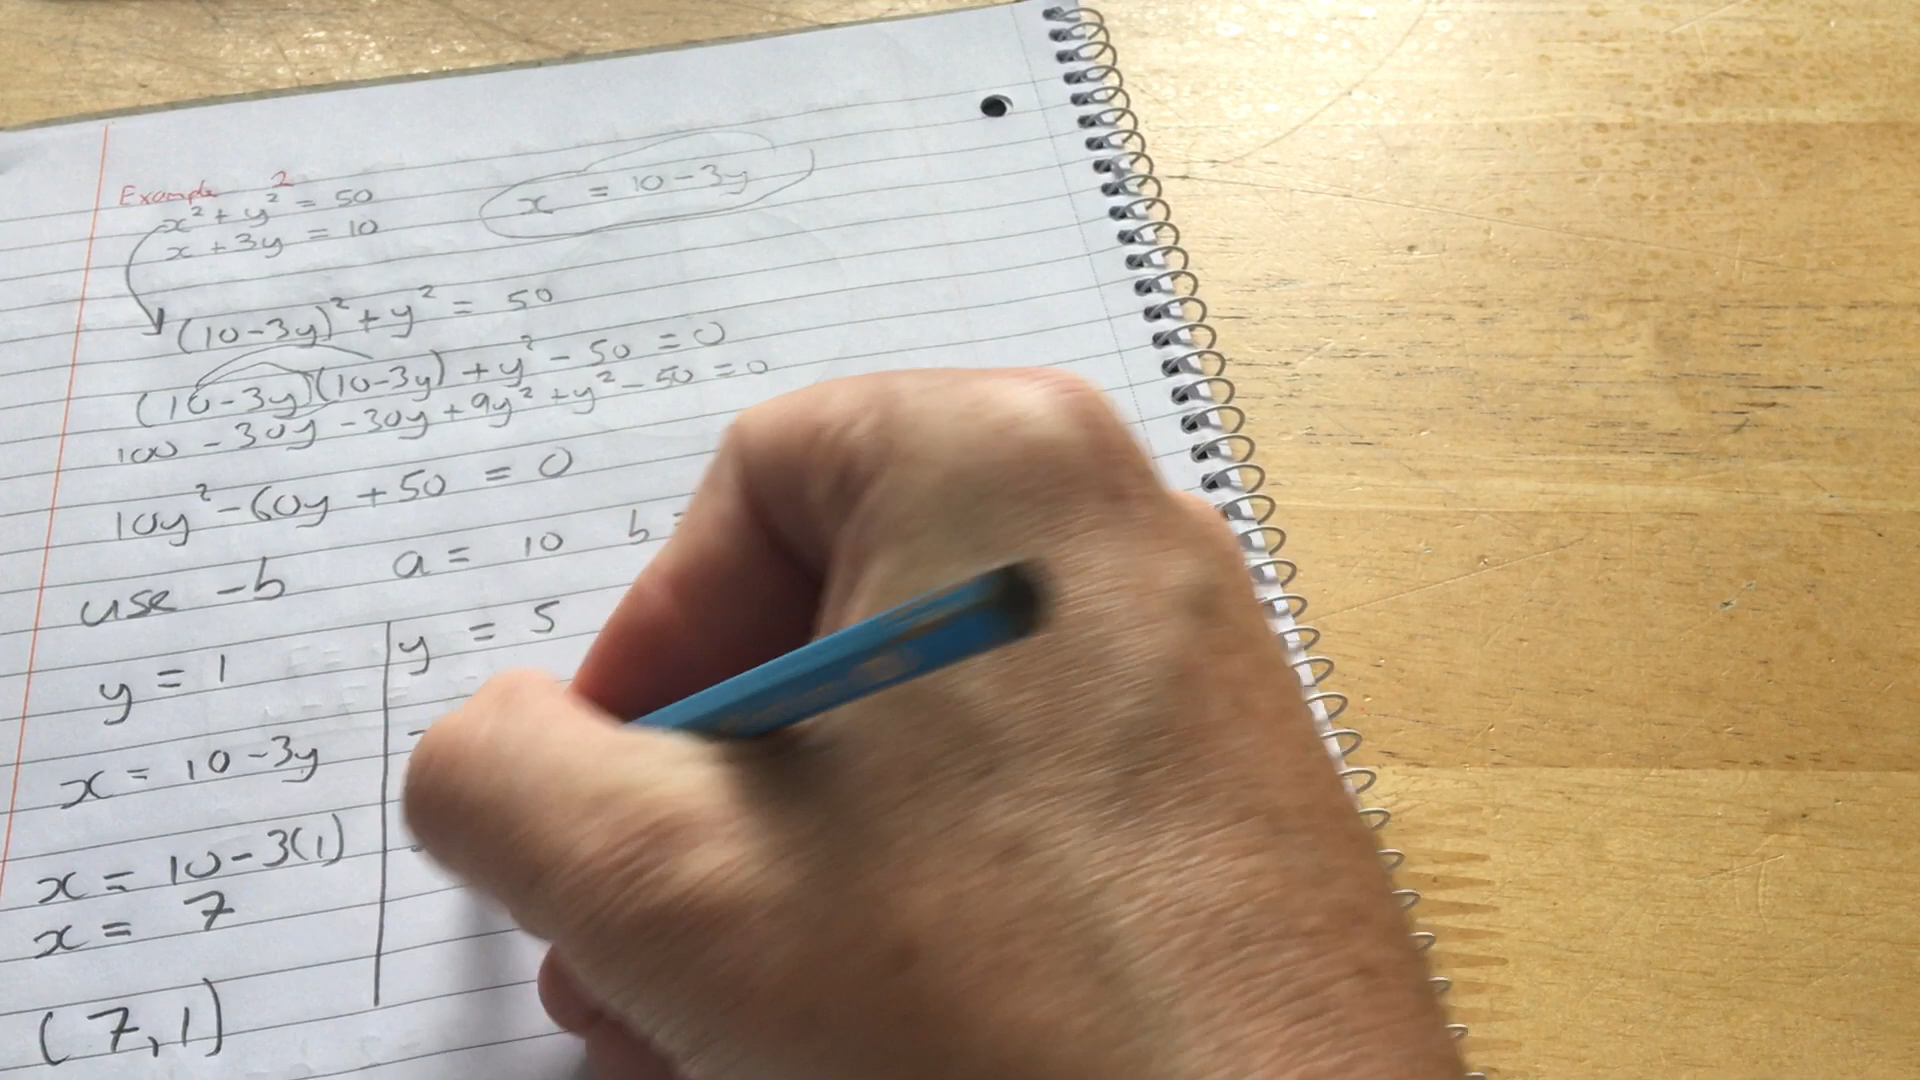 Example 2
x² + y² = 50
x + 3y = 10
x = 10 - 3y
(10-3y)² + y² = 50
(10-3y)(10-3y) + y² - 50 = 0
100 - 30y - 30y + 9y² + y² - 50 = 0
10y² - 60y + 50 = 0
use -b a = 10 b =
y = 1
x = 10 - 3y
x = 10 - 3(1)
x = 7
(7,1)
y = 5